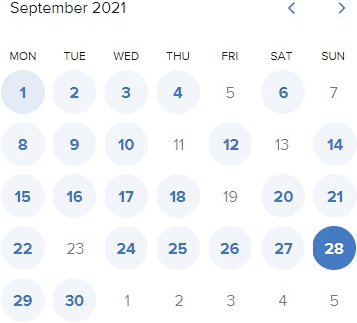 September 2021
MON TUE WED THU FRI SAT SUN
1 2 3 4 5 6 7
8 9 10 11 12 13 14
15 16 17 18 19 20 21
22 23 24 25 26 27 28
29 30 1 2 3 4 5